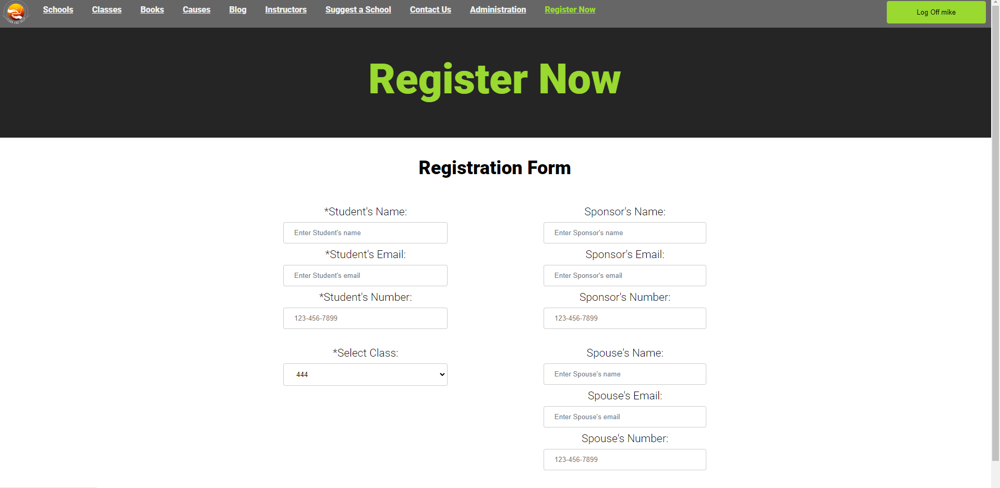 LEARN AND HELP
Schools Classes Books Causes Blog Instructors Suggest a School Contact Us Administration Register Now Log Off mike
Register Now
Registration Form
*Student's Name:
Enter Student's name
*Student's Email:
Enter Student's email
*Student's Number:
123-456-7899
*Select Class:
444
Sponsor's Name:
Enter Sponsor's name
Sponsor's Email:
Enter Sponsor's email
Sponsor's Number:
123-456-7899
Spouse's Name:
Enter Spouse's name
Spouse's Email:
Enter Spouse's email
Spouse's Number:
123-456-7899